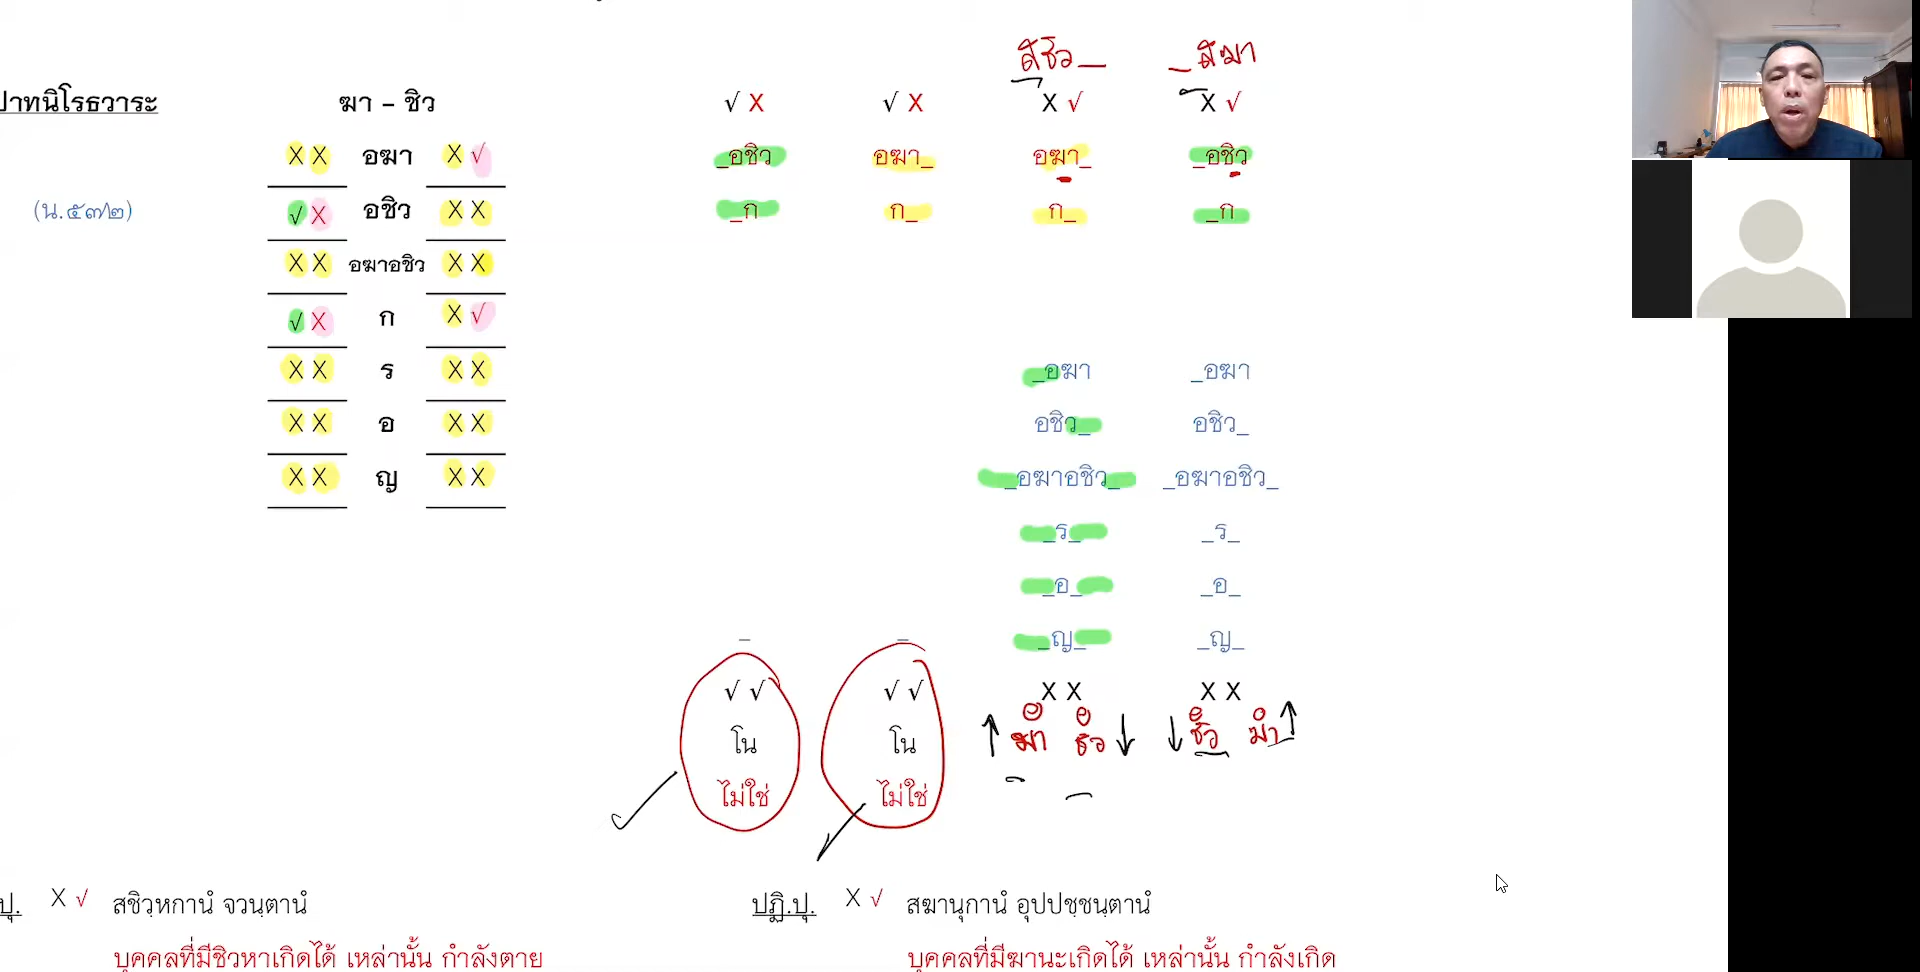 สชิว_ _สฆา
ปาทนิโรธวาระ ฆา – ชิว √ X √ X X √ X √
X X อฆา X √ _อชิว อฆา_ อฆา_ _อชิว
(น.๕๓๒) √ X อชิว X X _ก ก_ ก_ _ก
X X อฆาอชิว X X
√ X ก X √
X X ร X X _อฆา _อฆา
X X อ X X อชิว_ อชิว_
X X ญ X X _อฆาอชิว_ _อฆาอชิว_
_ร_ _ร_
_อ_ _อ_
_ _ _ญ_ _ญ_
√ √ √ √ X X X X
โน โน ฆา ชิว ชิว ฆา
ไม่ใช่ ไม่ใช่
ปุ. X √ สชิวฺหกานํ จวนฺตานํ ปฏิ.ปุ. X √ สฆานุกานํ อุปปชฺชนฺตานํ
บุคคลที่มีชิวหาเกิดได้ เหล่านั้น กำลังตาย บุคคลที่มีฆานะเกิดได้ เหล่านั้น กำลังเกิด